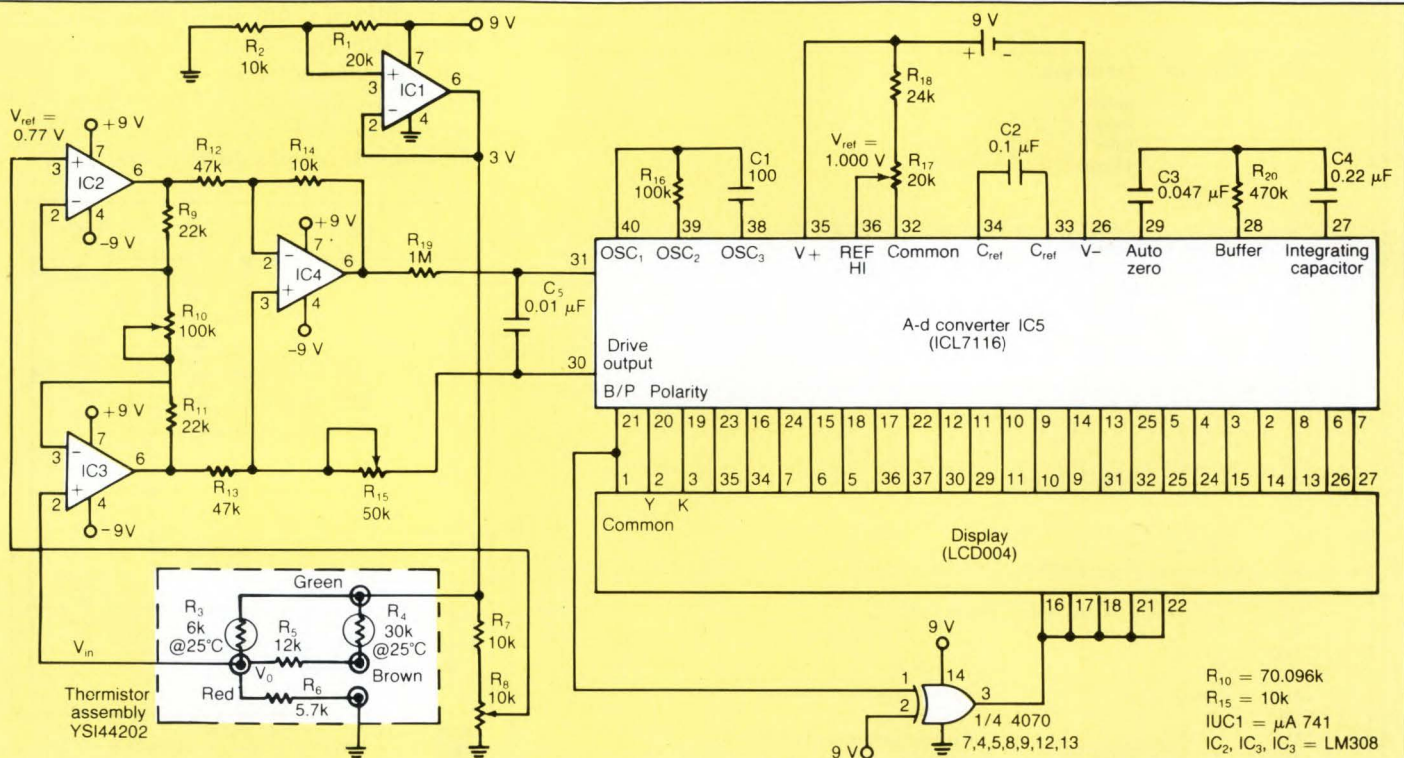 R₂
10k
R₁
20k
9 V
7
+
3
IC1
6
−
2
4
3 V
V_ref =
0.77 V
+9 V
7
+
3
IC2
6
−
2
4
−9 V
R₁₂
47k
R₁₄
10k
R₉
22k
+9 V
7
−
2
IC4
6
+
3
4
−9 V
R₁₉
1M
C₅
0.01 µF
R₁₀
100k
R₁₁
22k
+9 V
7
−
3
IC3
6
+
2
4
−9V
R₁₃
47k
R₁₅
50k
Green
R₃
6k
@25°C
R₅
12k
R₄
30k
@25°C
V_in
V₀
Brown
Red
R₆
5.7k
Thermistor
assembly
YSI44202
R₇
10k
R₈
10k
9 V
+ −
R₁₈
24k
V_ref =
1.000 V
R₁₇
20k
R₁₆
100k
C1
100
C2
0.1 µF
C3
0.047 µF
R₂₀
470k
C4
0.22 µF
40 39 38 35 36 32 34 33 26 29 28 27
31
30
OSC₁ OSC₂ OSC₃ V+ REF HI Common C_ref C_ref V− Auto zero Buffer Integrating capacitor
A-d converter IC5
(ICL7116)
Drive
output
B/P Polarity
21 20 19 23 16 24 15 18 17 22 12 11 10 9 14 13 25 5 4 3 2 8 6 7
1 2 3 35 34 7 6 5 36 37 30 29 11 10 9 31 32 25 24 15 14 13 26 27
Common Y K
Display
(LCD004)
16 17 18 21 22
9 V
14
1
2
3
9 V
1/4 4070
7,4,5,8,9,12,13
R₁₀ = 70.096k
R₁₅ = 10k
IUC1 = µA 741
IC₂, IC₃, IC₃ = LM308